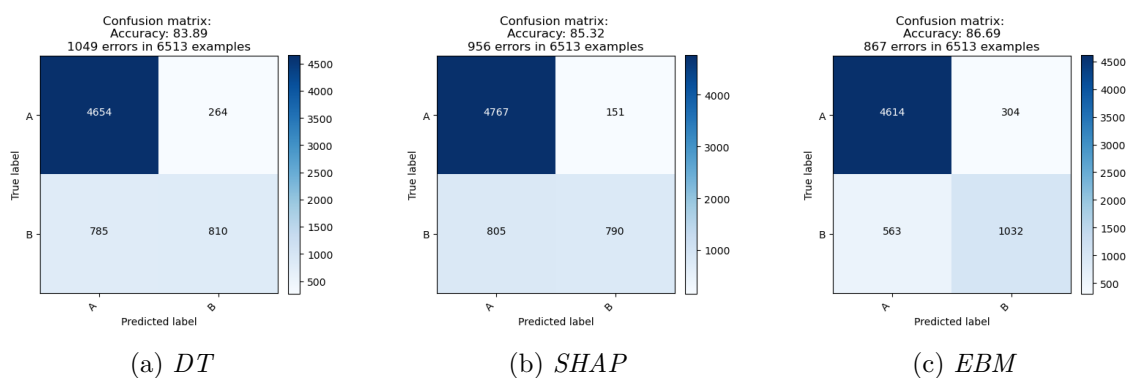 Confusion matrix:
Accuracy: 83.89
1049 errors in 6513 examples
4654 264
785 810
A
B
True label
A B
Predicted label
4500
4000
3500
3000
2500
2000
1500
1000
500
(a) DT
Confusion matrix:
Accuracy: 85.32
956 errors in 6513 examples
4767 151
805 790
A
B
True label
A B
Predicted label
4000
3000
2000
1000
(b) SHAP
Confusion matrix:
Accuracy: 86.69
867 errors in 6513 examples
4614 304
563 1032
A
B
True label
A B
Predicted label
4500
4000
3500
3000
2500
2000
1500
1000
500
(c) EBM